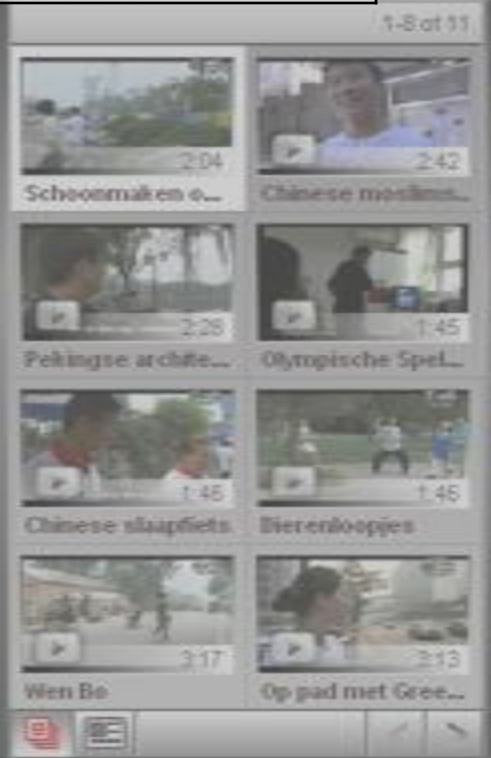 1-8 of 11
2:04
2:42
Schoonmaken o...
Chinese moslims...
2:28
1:45
Pekingse archite...
Olympische Spel...
1:46
1:46
Chinese slaapfiets
Dierenloopjes
3:17
3:13
Wen Bo
Op pad met Gree...